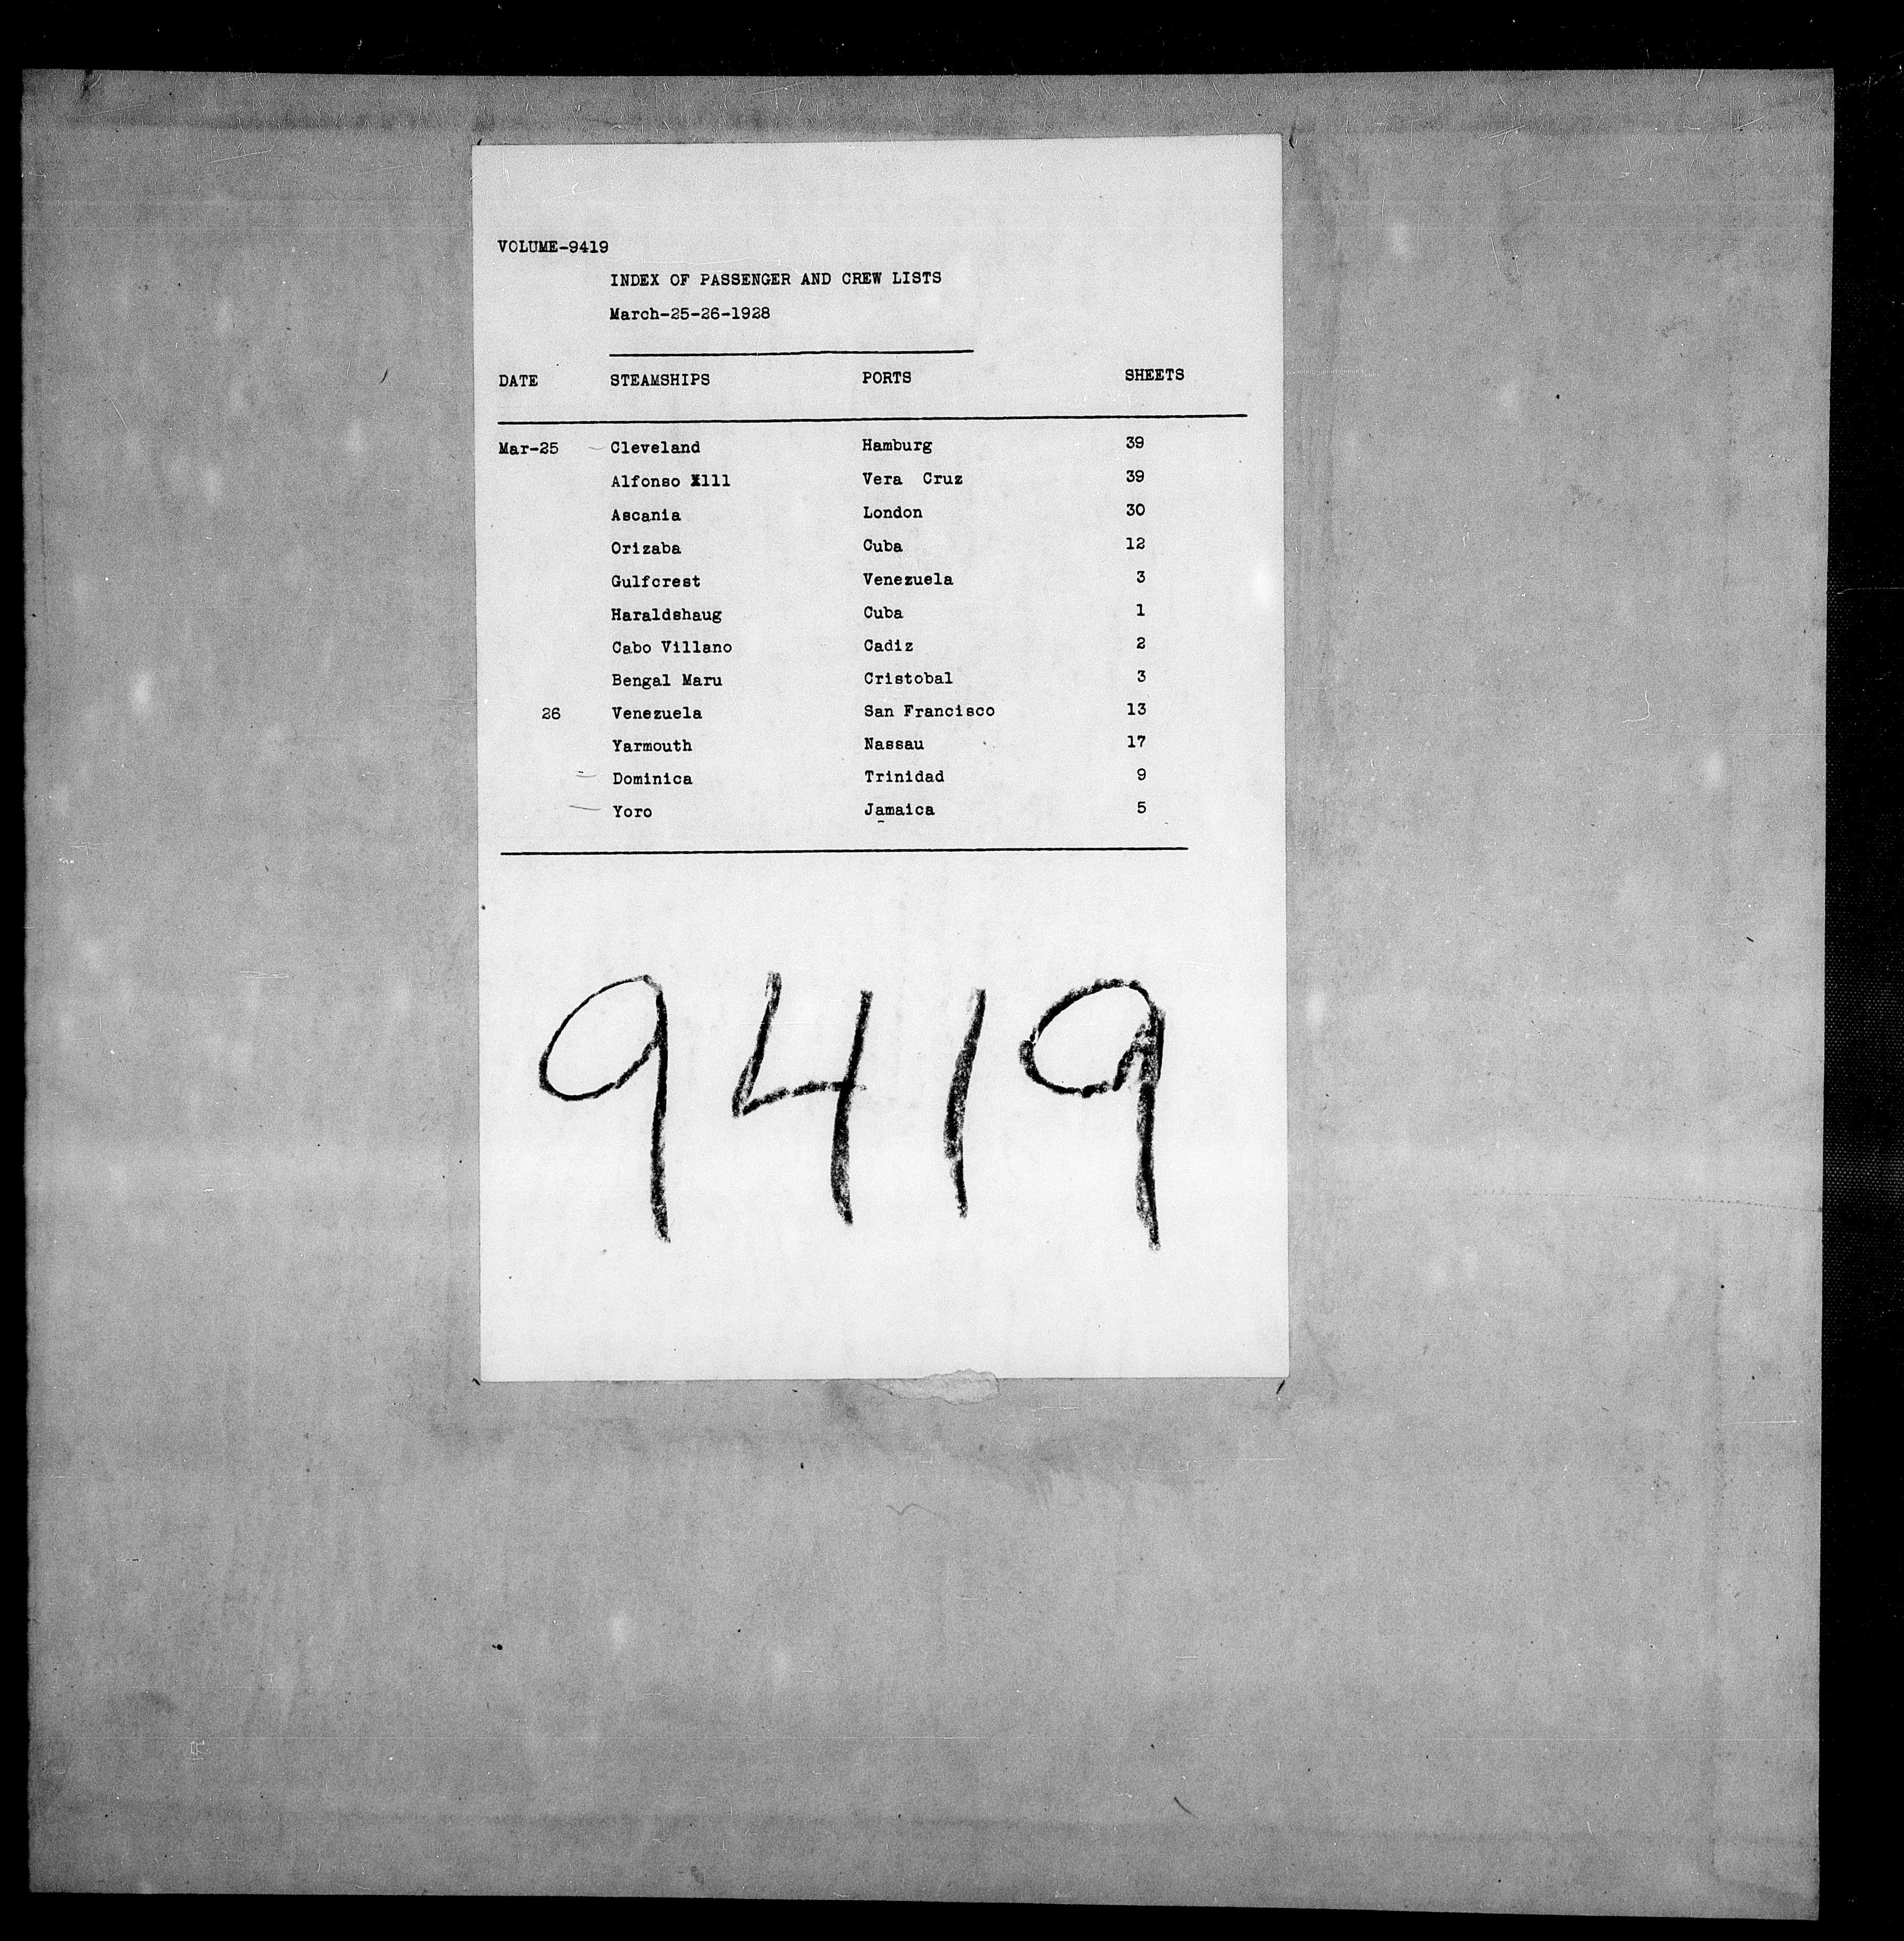 VOLUME-9419
INDEX OF PASSENGER AND CREW LISTS
March-25-26-1928
DATE STEAMSHIPS PORTS SHEETS
Mar-25 Cleveland Hamburg 39
Alfonso X111 Vera Cruz 39
Ascania London 30
Orizaba Cuba 12
Gulfcrest Venezuela 3
Haraldshaug Cuba 1
Cabo Villano Cadiz 2
Bengal Maru Cristobal 3
26 Venezuela San Francisco 13
Yarmouth Nassau 17
Dominica Trinidad 9
Yoro Jamaica 5
9419